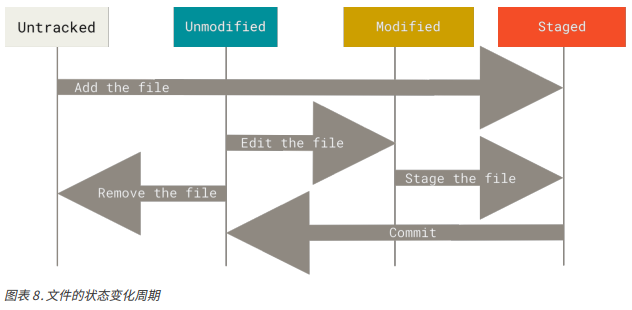 Untracked
Unmodified
Modified
Staged
Add the file
Edit the file
Stage the file
Remove the file
Commit
图表 8. 文件的状态变化周期